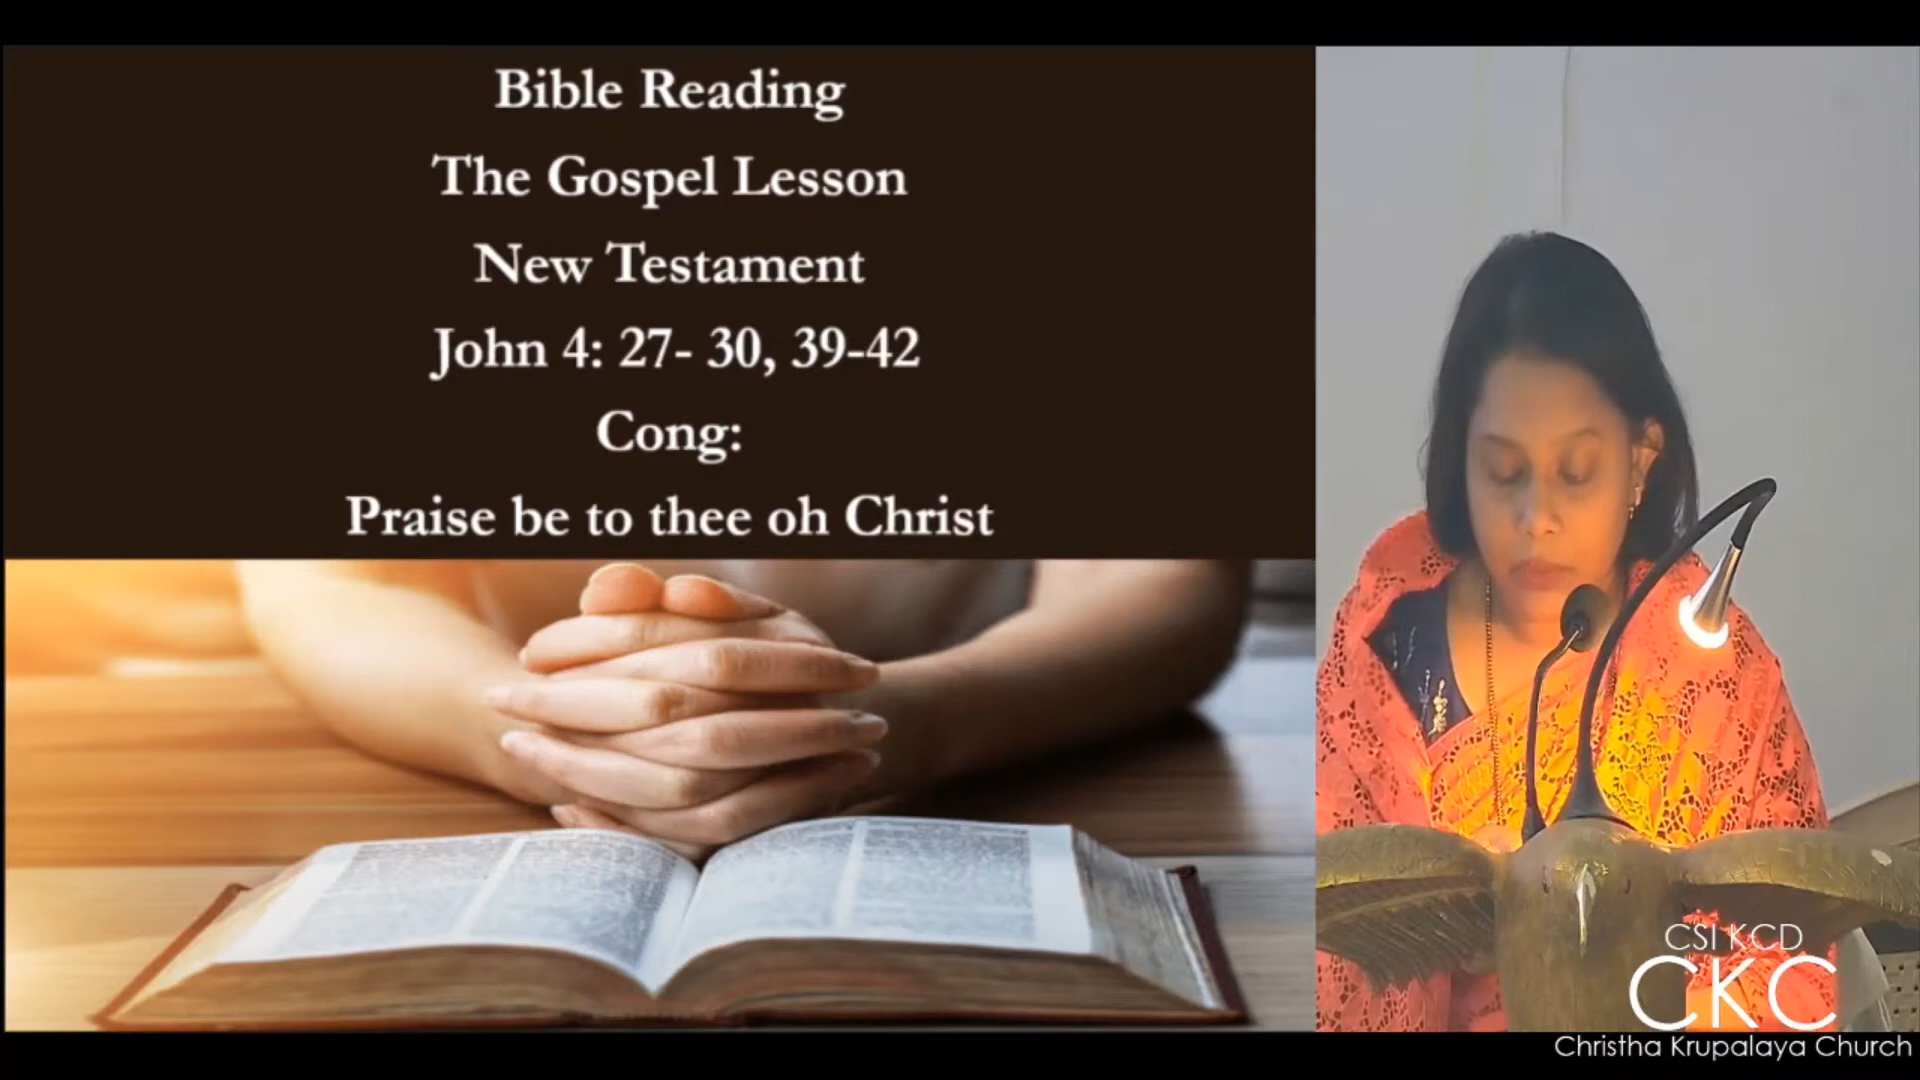 Bible Reading
The Gospel Lesson
New Testament
John 4: 27- 30, 39-42
Cong:
Praise be to thee oh Christ
CSI KCD
CKC
Christha Krupalaya Church